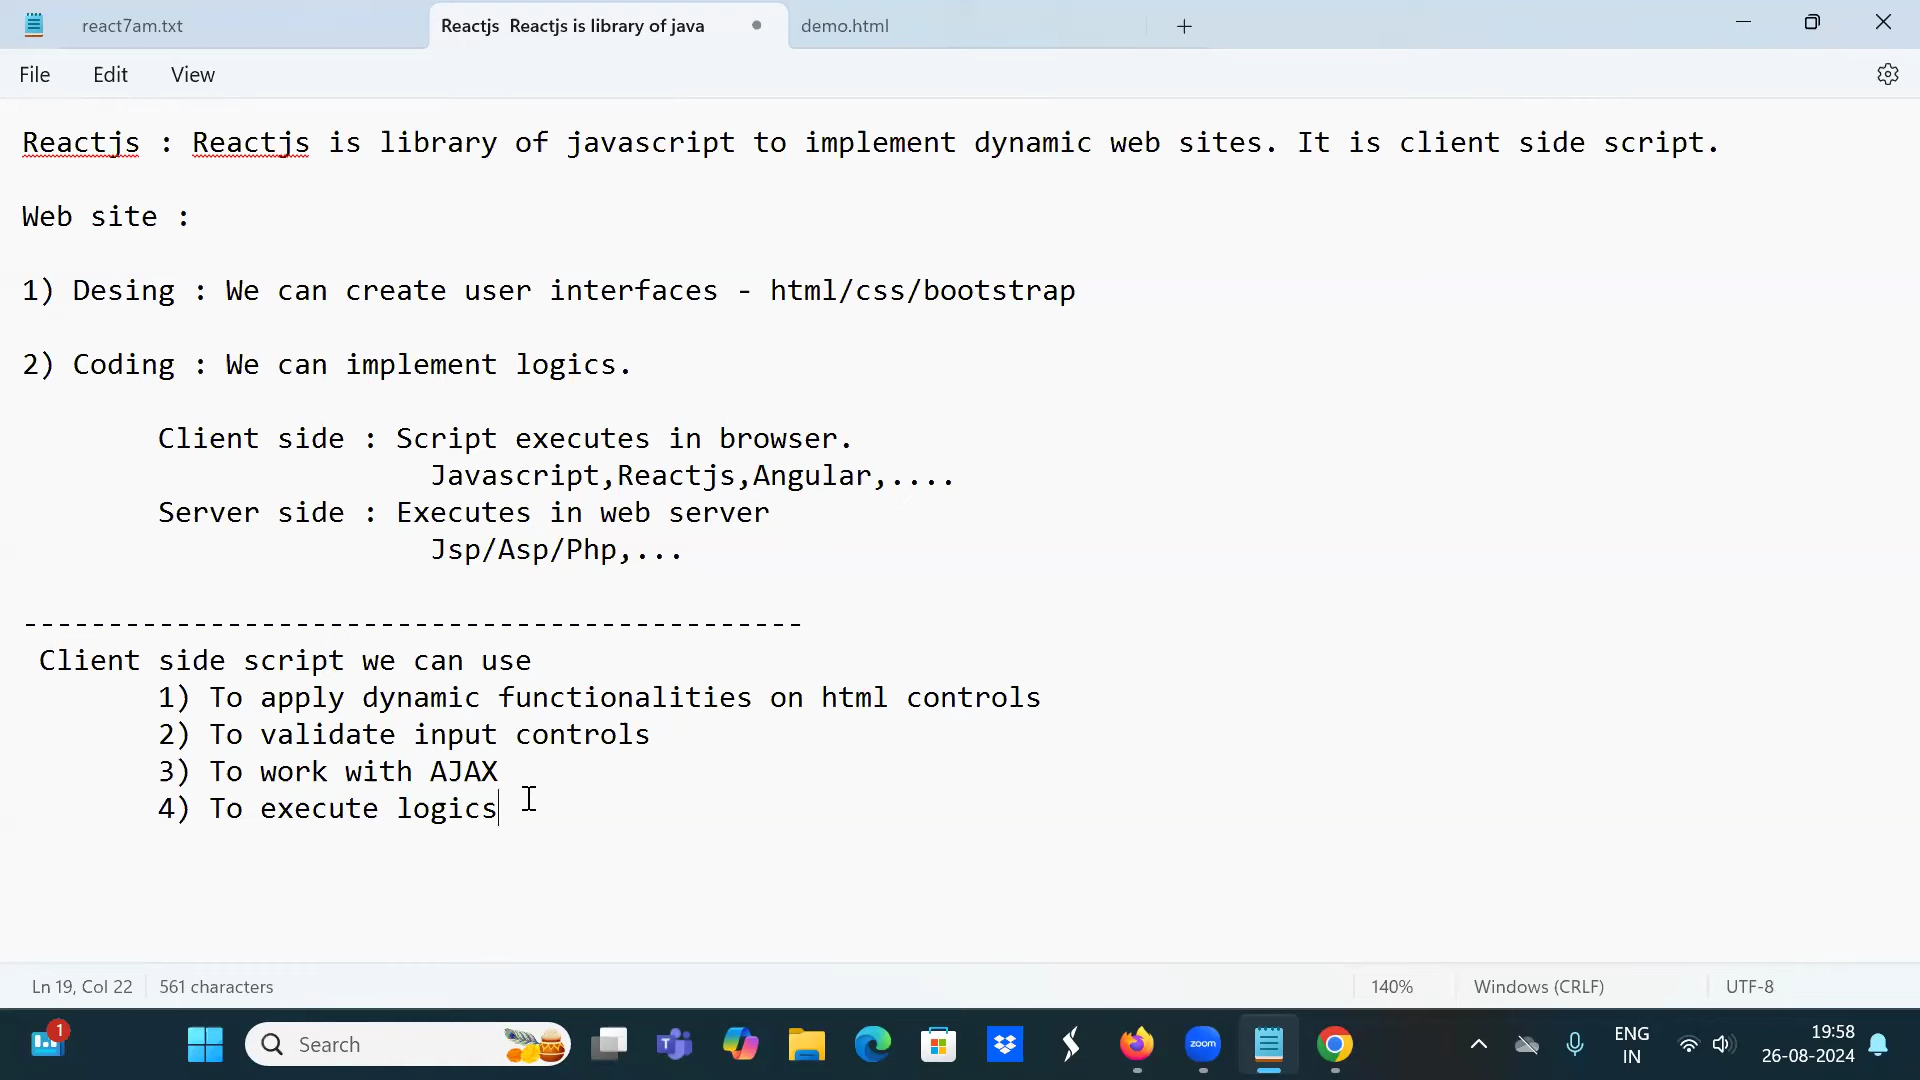 react7am.txt
Reactjs Reactjs is library of java
demo.html
File Edit View
Reactjs : Reactjs is library of javascript to implement dynamic web sites. It is client side script.
Web site :
1) Desing : We can create user interfaces - html/css/bootstrap
2) Coding : We can implement logics.
Client side : Script executes in browser.
Javascript,Reactjs,Angular,....
Server side : Executes in web server
Jsp/Asp/Php,...
----------------------------------------------
Client side script we can use
1) To apply dynamic functionalities on html controls
2) To validate input controls
3) To work with AJAX
4) To execute logics
Ln 19, Col 22 561 characters 140% Windows (CRLF) UTF-8
1
Search
zoom
ENG
IN
19:58
26-08-2024